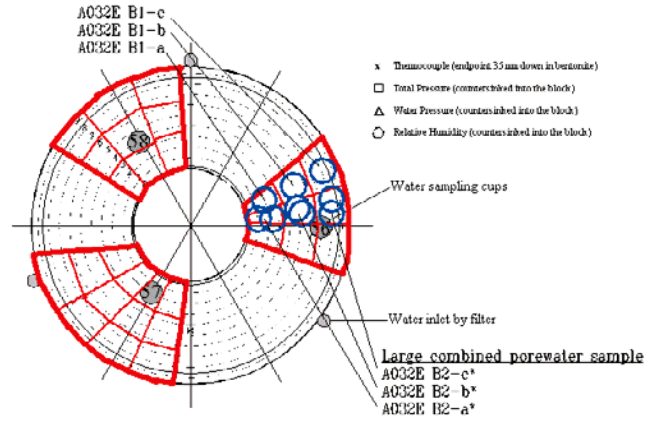 A032E B1-c
A032E B1-b
A032E B1-a
x Thermocouple (endpoint 35 mm down in bentonite)
Total Pressure (countersinked into the block)
Water Pressure (countersinked into the block)
Relative Humidity (countersinked into the block)
58
Water sampling cups
56
57
Water inlet by filter
Large combined porewater sample
A032E B2-c*
A032E B2-b*
A032E B2-a*